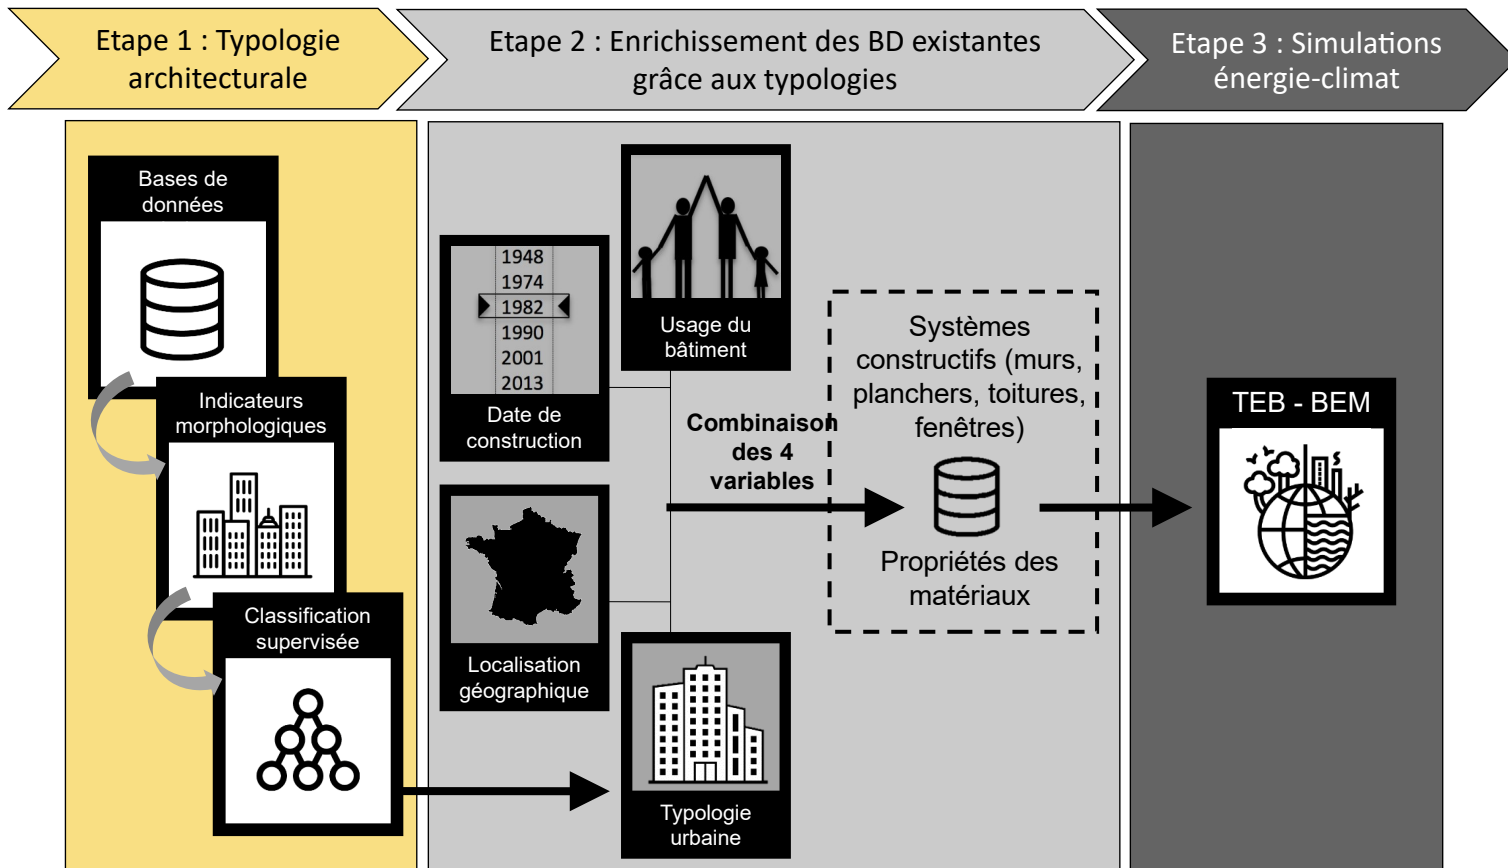 Etape 1 : Typologie
architecturale
Etape 2 : Enrichissement des BD existantes
grâce aux typologies
Etape 3 : Simulations
énergie-climat
Bases de
données
Indicateurs
morphologiques
Classification
supervisée
1948
1974
1982
1990
2001
2013
Date de
construction
Usage du
bâtiment
Localisation
géographique
Typologie
urbaine
Combinaison
des 4
variables
Systèmes
constructifs (murs,
planchers, toitures,
fenêtres)
Propriétés des
matériaux
TEB - BEM